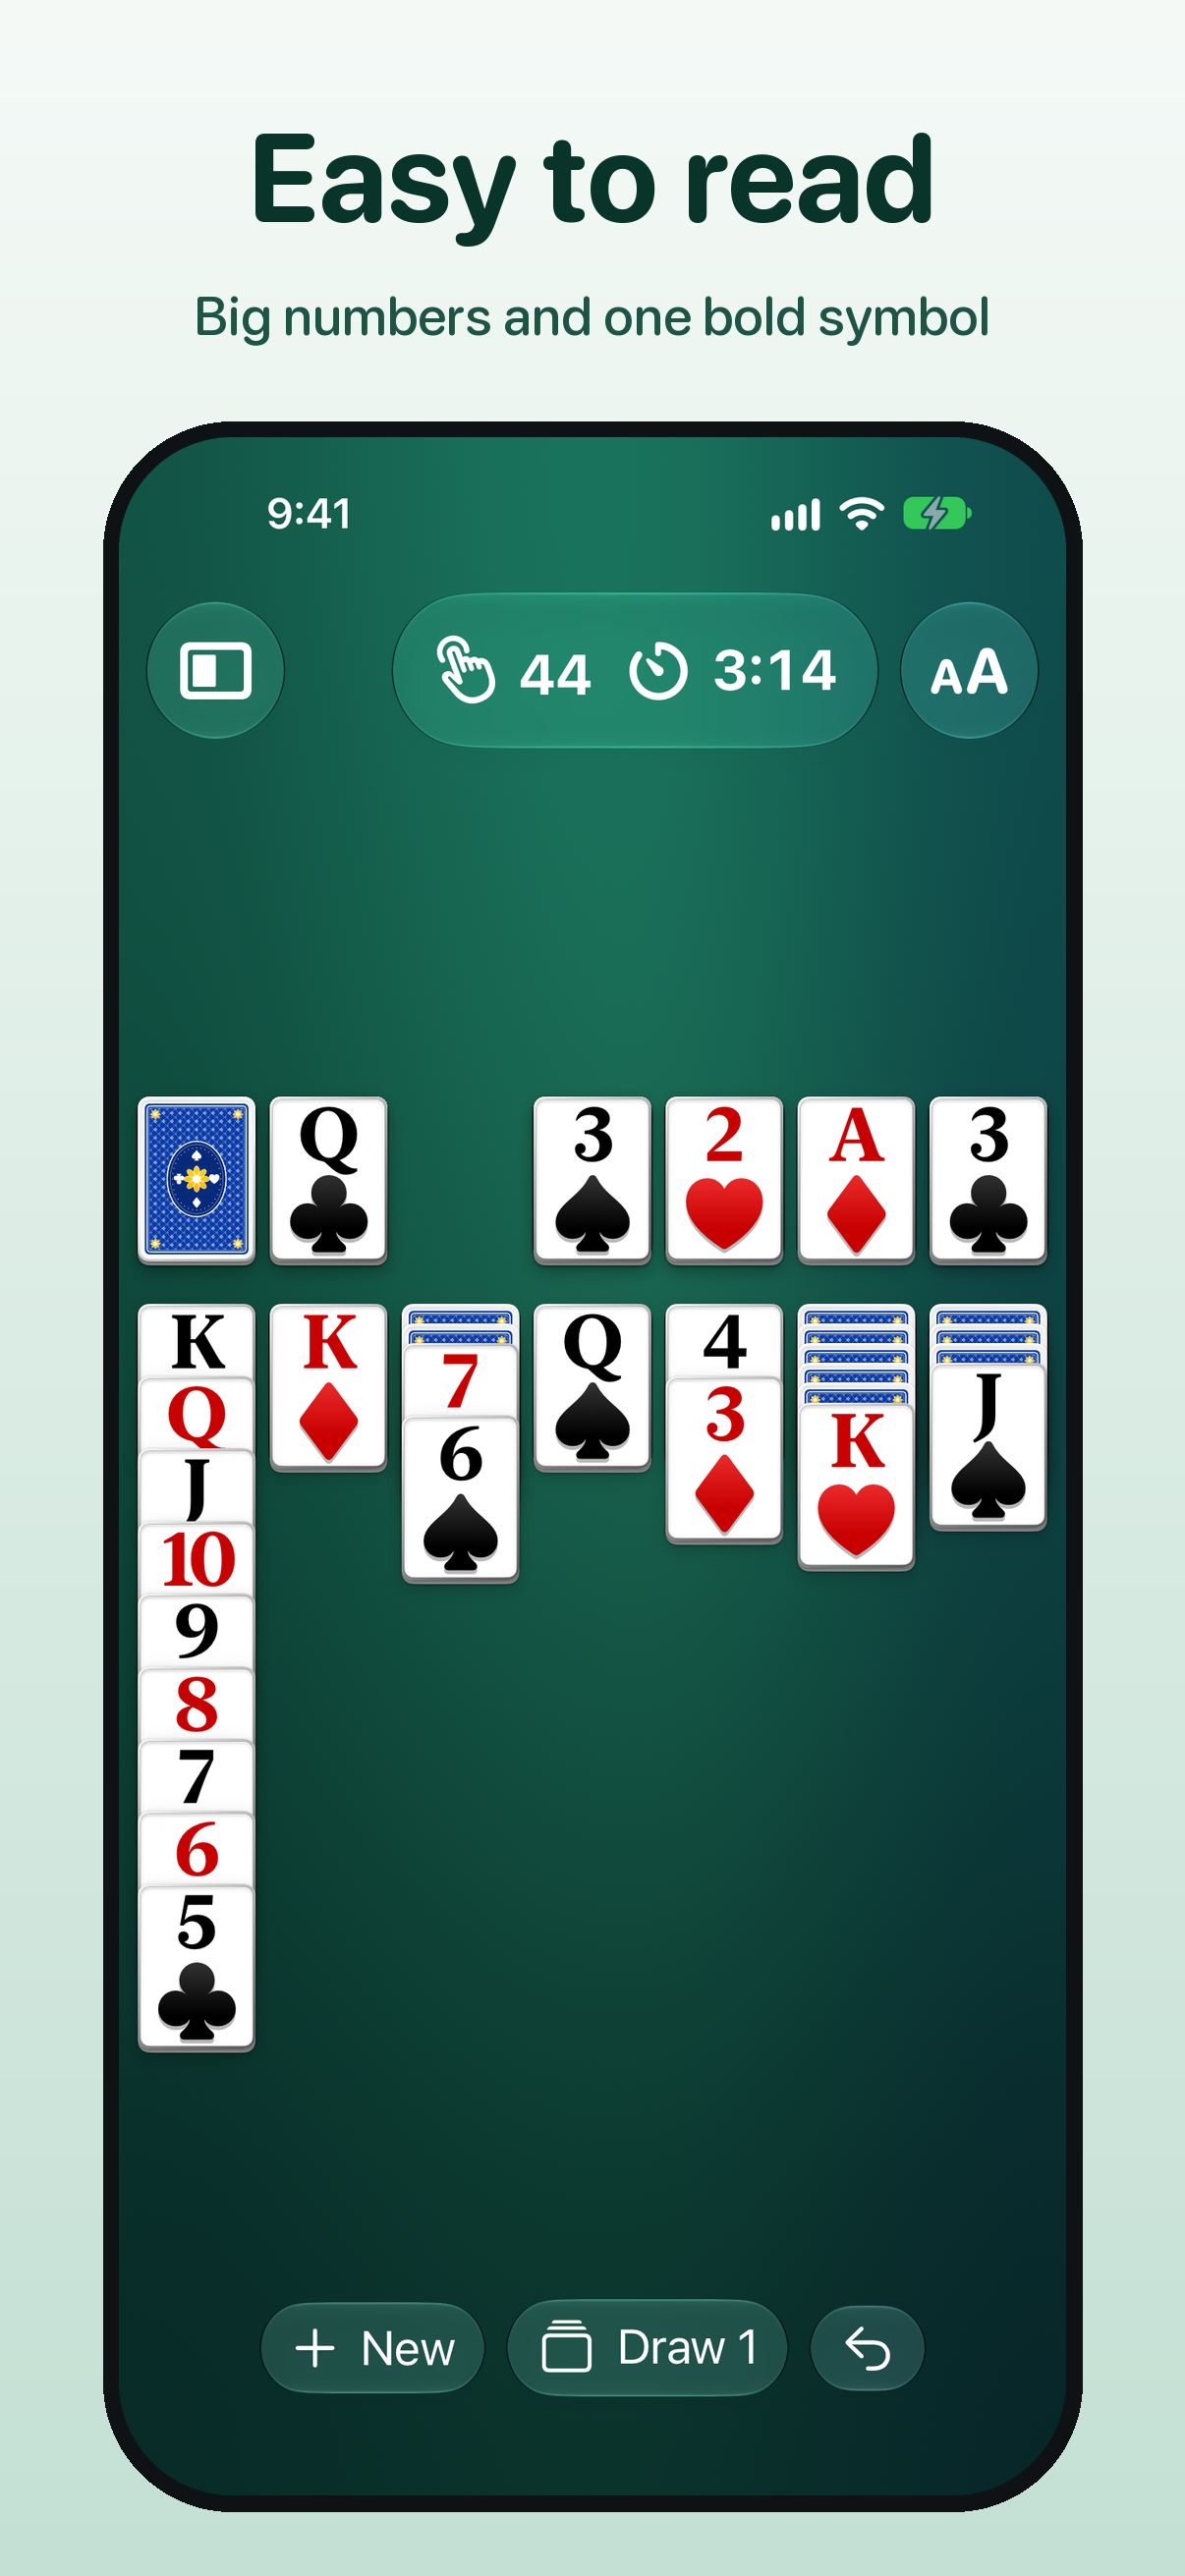 Easy to read
Big numbers and one bold symbol
9:41
44 3:14 AA
Q 3 2 A 3
K K 7 Q 4 K J
Q 6 3
J
10
9
8
7
6
5
New Draw 1